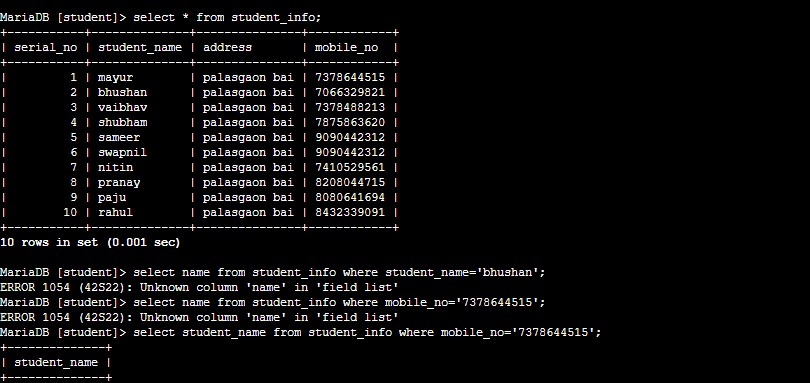 MariaDB [student]> select * from student_info;
+-----------+--------------+---------------+------------+
| serial_no | student_name | address       | mobile_no  |
+-----------+--------------+---------------+------------+
|         1 | mayur        | palasgaon bai | 7378644515 |
|         2 | bhushan      | palasgaon bai | 7066329821 |
|         3 | vaibhav      | palasgaon bai | 7378488213 |
|         4 | shubham      | palasgaon bai | 7875863620 |
|         5 | sameer       | palasgaon bai | 9090442312 |
|         6 | swapnil      | palasgaon bai | 9090442312 |
|         7 | nitin        | palasgaon bai | 7410529561 |
|         8 | pranay       | palasgaon bai | 8208044715 |
|         9 | paju         | palasgaon bai | 8080641694 |
|        10 | rahul        | palasgaon bai | 8432339091 |
+-----------+--------------+---------------+------------+
10 rows in set (0.001 sec)
MariaDB [student]> select name from student_info where student_name='bhushan';
ERROR 1054 (42S22): Unknown column 'name' in 'field list'
MariaDB [student]> select name from student_info where mobile_no='7378644515';
ERROR 1054 (42S22): Unknown column 'name' in 'field list'
MariaDB [student]> select student_name from student_info where mobile_no='7378644515';
+--------------+
| student_name |
+--------------+